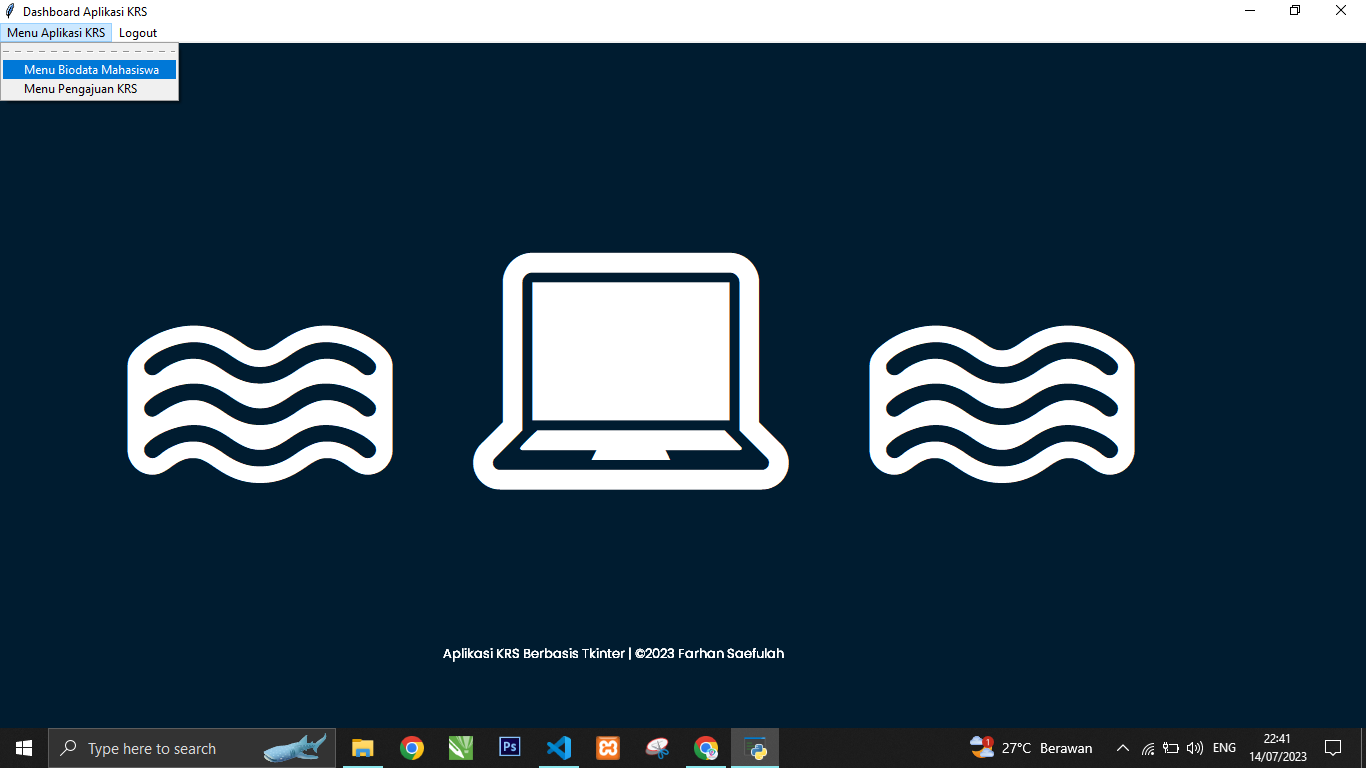 Dashboard Aplikasi KRS
Menu Aplikasi KRS Logout
Menu Biodata Mahasiswa
Menu Pengajuan KRS
Aplikasi KRS Berbasis Tkinter | ©2023 Farhan Saefulah
Type here to search
Ps
1
27°C Berawan
ENG
22:41
14/07/2023